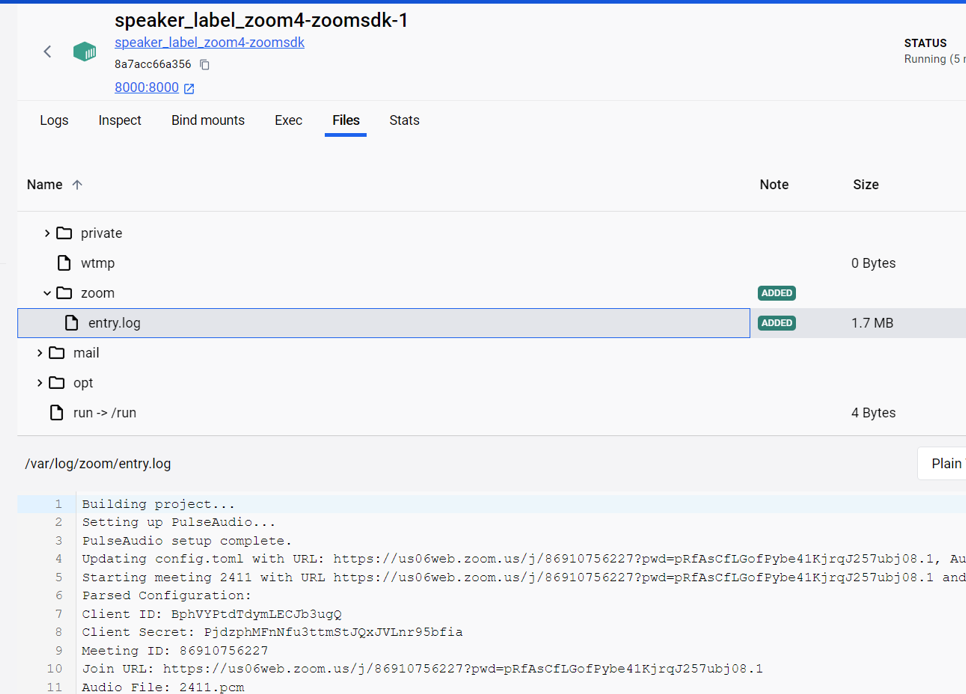 speaker_label_zoom4-zoomsdk-1
speaker_label_zoom4-zoomsdk
8a7acc66a356
8000:8000
STATUS
Running (5
Logs Inspect Bind mounts Exec Files Stats
Name Note Size
private
wtmp 0 Bytes
zoom ADDED
entry.log ADDED 1.7 MB
mail
opt
run -> /run 4 Bytes
/var/log/zoom/entry.log Plain
1 Building project...
2 Setting up PulseAudio...
3 PulseAudio setup complete.
4 Updating config.toml with URL: https://us06web.zoom.us/j/86910756227?pwd=pRfAsCfLGofPybe41KjrqJ257ubj08.1, Au
5 Starting meeting 2411 with URL https://us06web.zoom.us/j/86910756227?pwd=pRfAsCfLGofPybe41KjrqJ257ubj08.1 and
6 Parsed Configuration:
7 Client ID: BphVYPtdTdymLECJb3ugQ
8 Client Secret: PjdzphMFnNfu3ttmStJQxJVLnr95bfia
9 Meeting ID: 86910756227
10 Join URL: https://us06web.zoom.us/j/86910756227?pwd=pRfAsCfLGofPybe41KjrqJ257ubj08.1
11 Audio File: 2411.pcm